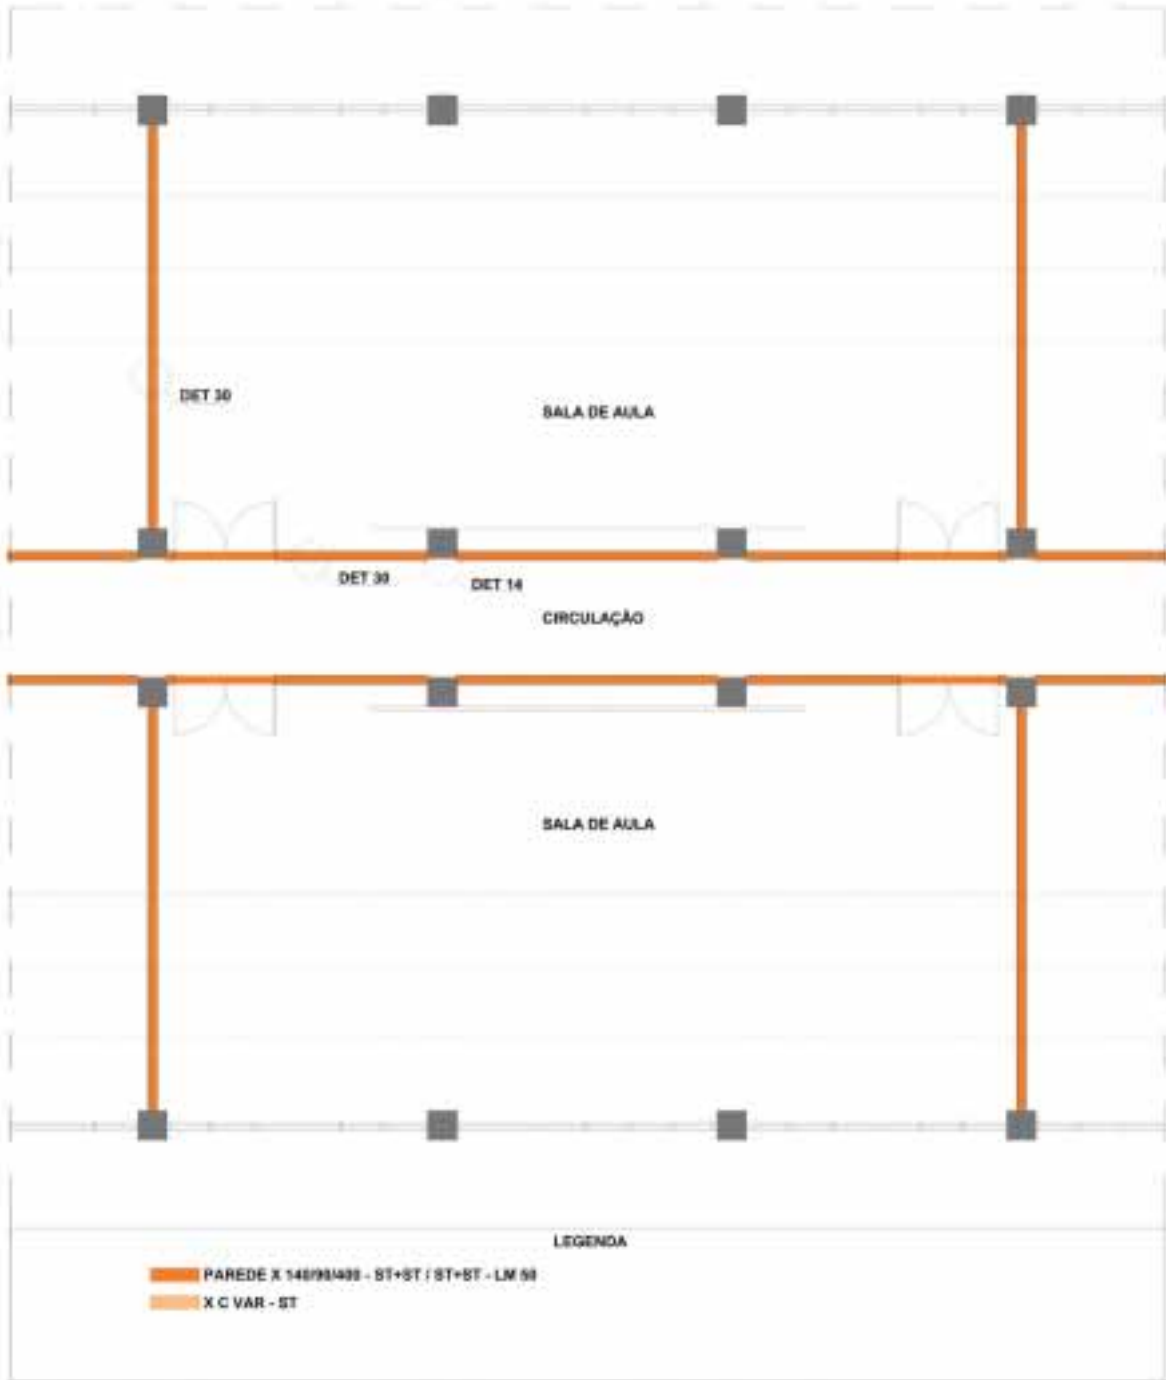 DET 30
SALA DE AULA
DET 30
DET 14
CIRCULAÇÃO
SALA DE AULA
LEGENDA
PAREDE X 140/90/400 - ST+ST / ST+ST - LM 50
X C VAR - ST